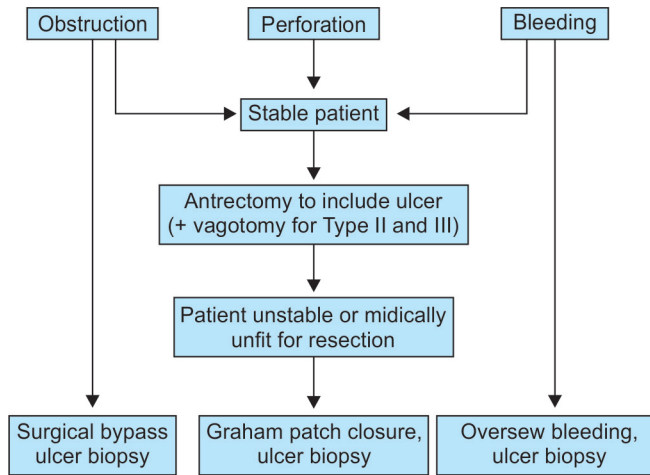 Obstruction
Perforation
Bleeding
Stable patient
Antrectomy to include ulcer
(+ vagotomy for Type II and III)
Patient unstable or midically
unfit for resection
Surgical bypass
ulcer biopsy
Graham patch closure,
ulcer biopsy
Oversew bleeding,
ulcer biopsy